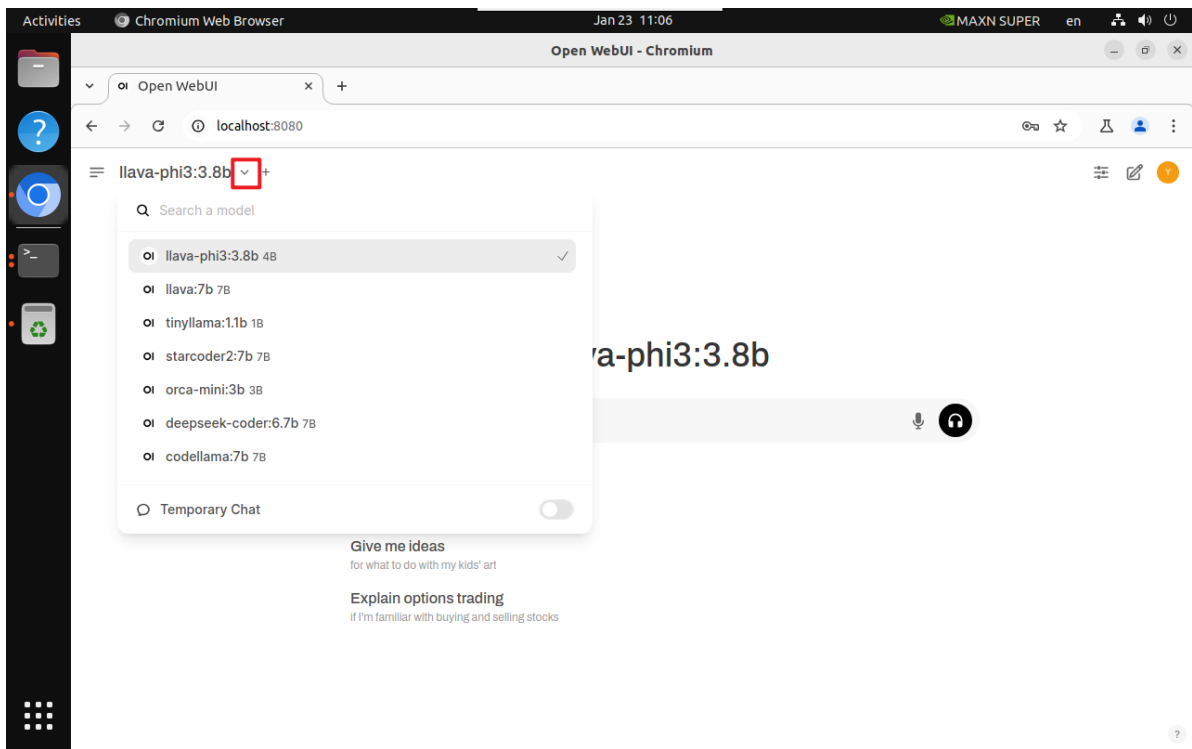 Activities Chromium Web Browser Jan 23 11:06 MAXN SUPER en
Open WebUI - Chromium
OI Open WebUI
localhost:8080
llava-phi3:3.8b
Y
Search a model
OI llava-phi3:3.8b 4B
OI llava:7b 7B
OI tinyllama:1.1b 1B
OI starcoder2:7b 7B
va-phi3:3.8b
OI orca-mini:3b 3B
OI deepseek-coder:6.7b 7B
OI codellama:7b 7B
Temporary Chat
Give me ideas
for what to do with my kids' art
Explain options trading
if I'm familiar with buying and selling stocks